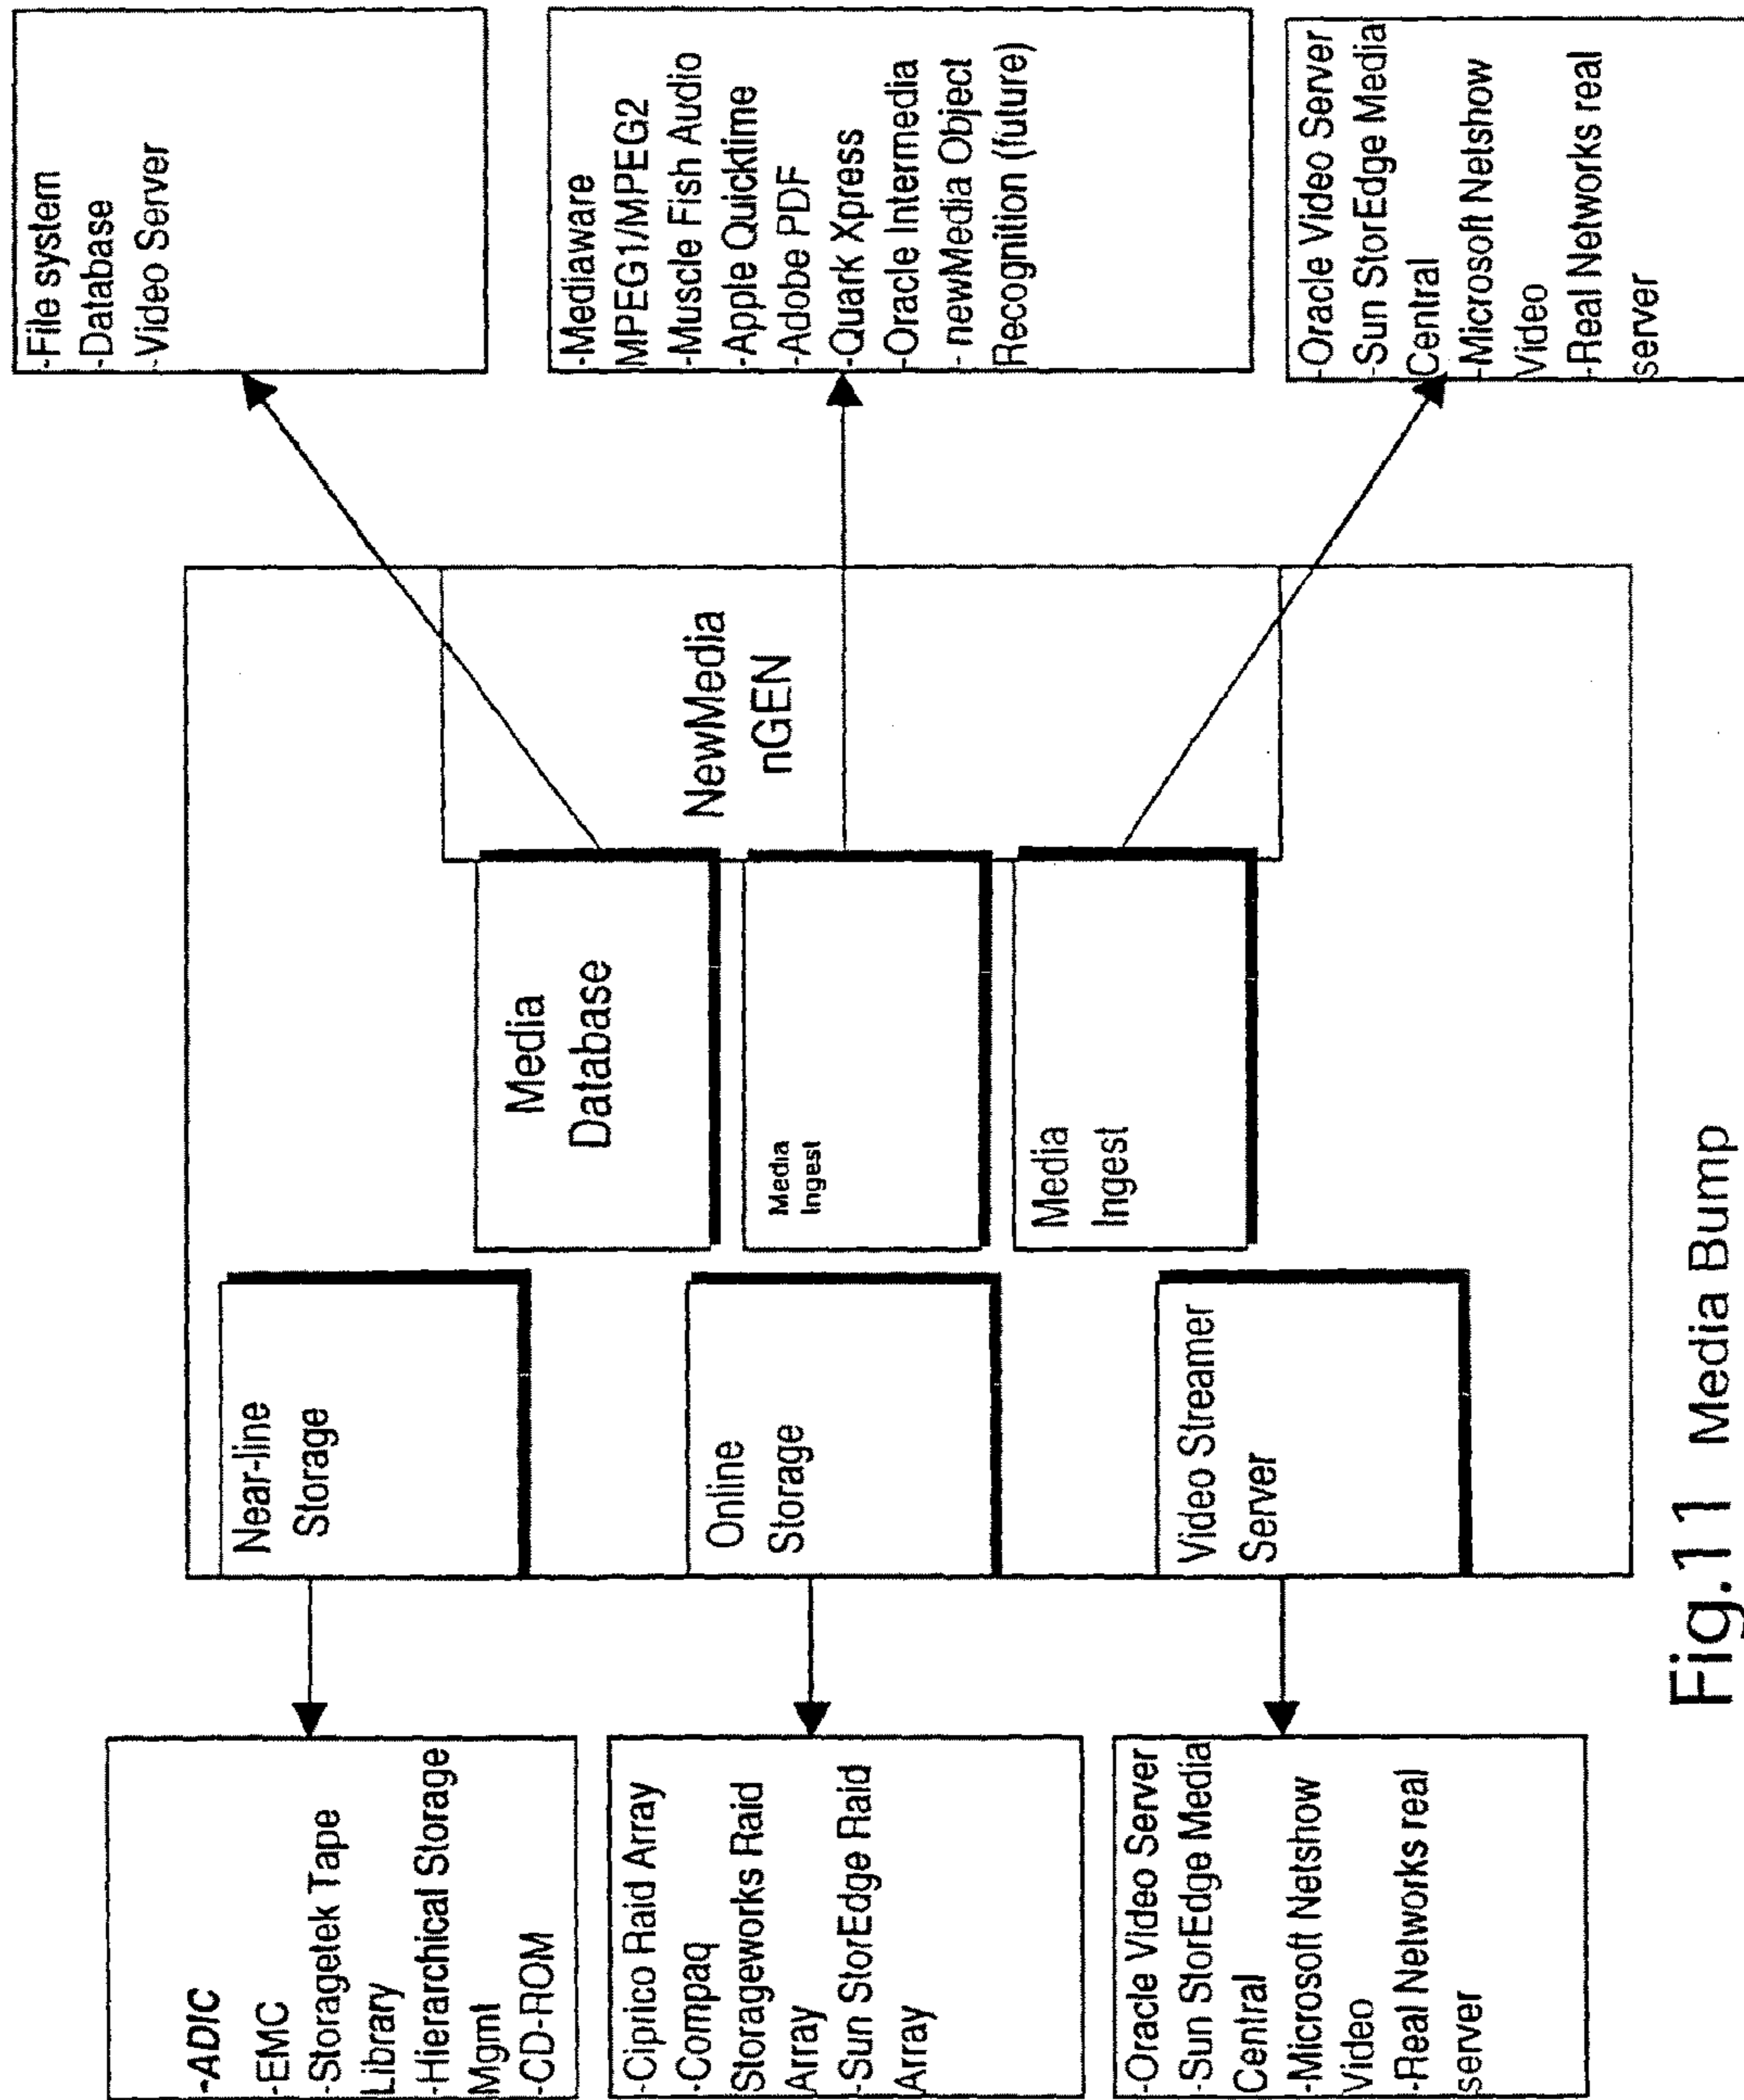 -ADIC
-EMC
-Storagetek Tape
Library
-Hierarchical Storage
Mgmt
-CD-ROM
-Ciprico Raid Array
-Compaq
Storageworks Raid
Array
-Sun StorEdge Raid
Array
-Oracle Video Server
-Sun StorEdge Media
Central
-Microsoft Netshow
Video
-Real Networks real
server
Near-line
Storage
Online
Storage
Video Streamer
Server
Media
Database
Media
Ingest
Media
Ingest
NewMedia
nGEN
-File system
-Database
-Video Server
-Mediaware
MPEG1/MPEG2
-Muscle Fish Audio
-Apple Quicktime
-Adobe PDF
-Quark Xpress
-Oracle Intermedia
- newMedia Object
Recognition (future)
-Oracle Video Server
-Sun StorEdge Media
Central
-Microsoft Netshow
Video
-Real Networks real
server
Fig.11 Media Bump